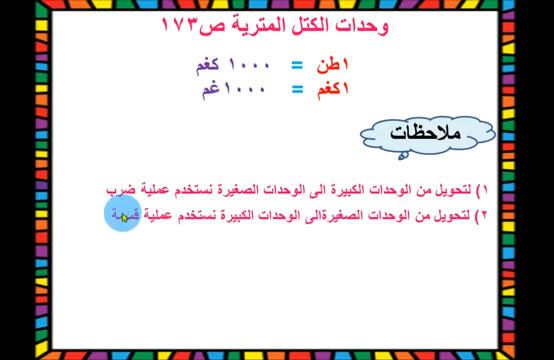 وحدات الكتل المترية ص١٧٣
١طن = ١٠٠٠ كغم
١كغم = ١٠٠٠غم
ملاحظات
١) لتحويل من الوحدات الكبيرة الى الوحدات الصغيرة نستخدم عملية ضرب
٢) لتحويل من الوحدات الصغيرةالى الوحدات الكبيرة نستخدم عملية قسمة